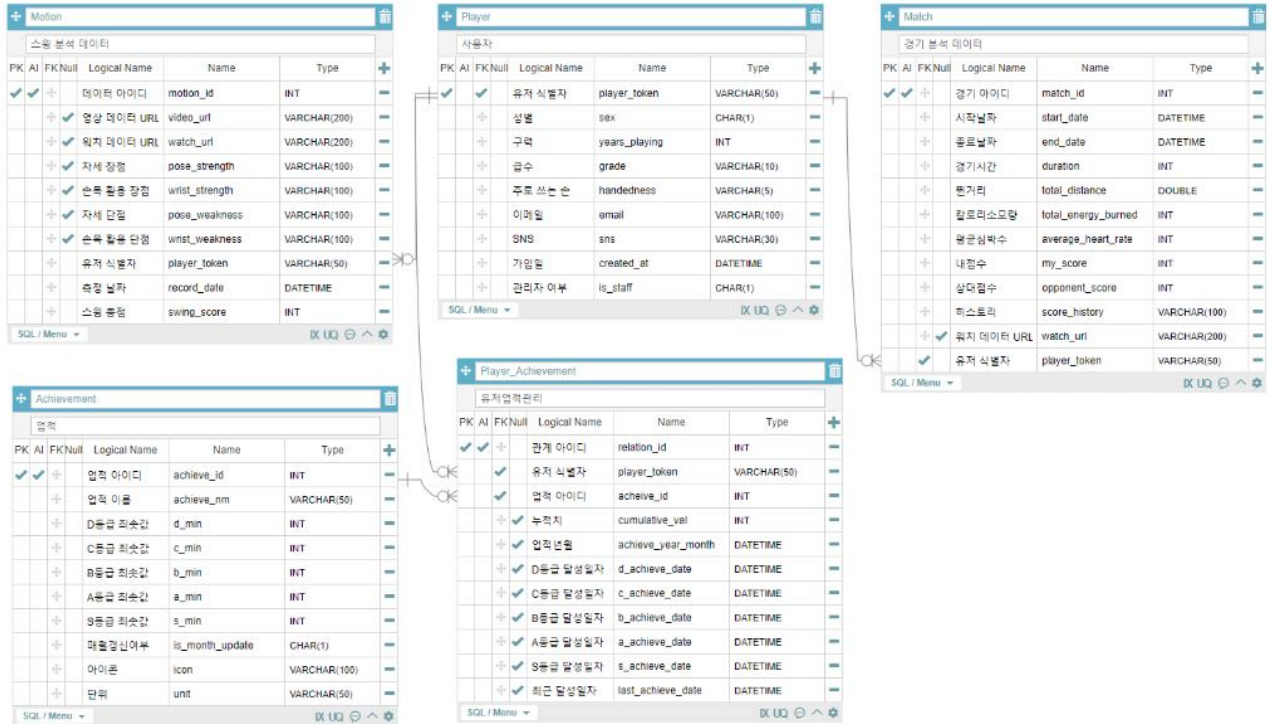 Motion
스윙 분석 데이터
PK AI FK Null Logical Name Name Type
데이터 아이디 motion_id INT
영상 데이터 URL video_url VARCHAR(200)
워치 데이터 URL watch_url VARCHAR(200)
자세 장점 pose_strength VARCHAR(100)
손목 활용 장점 wrist_strength VARCHAR(100)
자세 단점 pose_weakness VARCHAR(100)
손목 활용 단점 wrist_weakness VARCHAR(100)
유저 식별자 player_token VARCHAR(50)
측정 날짜 record_date DATETIME
스윙 총점 swing_score INT
SQL / Menu IX UQ
Player
사용자
PK AI FK Null Logical Name Name Type
유저 식별자 player_token VARCHAR(50)
성별 sex CHAR(1)
구력 years_playing INT
급수 grade VARCHAR(10)
주로 쓰는 손 handedness VARCHAR(5)
이메일 email VARCHAR(100)
SNS sns VARCHAR(30)
가입일 created_at DATETIME
관리자 여부 is_staff CHAR(1)
SQL / Menu IX UQ
Match
경기 분석 데이터
PK AI FK Null Logical Name Name Type
경기 아이디 match_id INT
시작날짜 start_date DATETIME
종료날짜 end_date DATETIME
경기시간 duration INT
뛴거리 total_distance DOUBLE
칼로리소모량 total_energy_burned INT
평균심박수 average_heart_rate INT
내점수 my_score INT
상대점수 opponent_score INT
히스토리 score_history VARCHAR(100)
워치 데이터 URL watch_url VARCHAR(200)
유저 식별자 player_token VARCHAR(50)
SQL / Menu IX UQ
Achievement
업적
PK AI FK Null Logical Name Name Type
업적 아이디 achieve_id INT
업적 이름 achieve_nm VARCHAR(50)
D등급 최솟값 d_min INT
C등급 최솟값 c_min INT
B등급 최솟값 b_min INT
A등급 최솟값 a_min INT
S등급 최솟값 s_min INT
매월갱신여부 is_month_update CHAR(1)
아이콘 icon VARCHAR(100)
단위 unit VARCHAR(50)
SQL / Menu IX UQ
Player_Achievement
유저업적관리
PK AI FK Null Logical Name Name Type
관계 아이디 relation_id INT
유저 식별자 player_token VARCHAR(50)
업적 아이디 acheive_id INT
누적치 cumulative_val INT
업적년월 achieve_year_month DATETIME
D등급 달성일자 d_achieve_date DATETIME
C등급 달성일자 c_achieve_date DATETIME
B등급 달성일자 b_achieve_date DATETIME
A등급 달성일자 a_achieve_date DATETIME
S등급 달성일자 s_achieve_date DATETIME
최근 달성일자 last_achieve_date DATETIME
SQL / Menu IX UQ